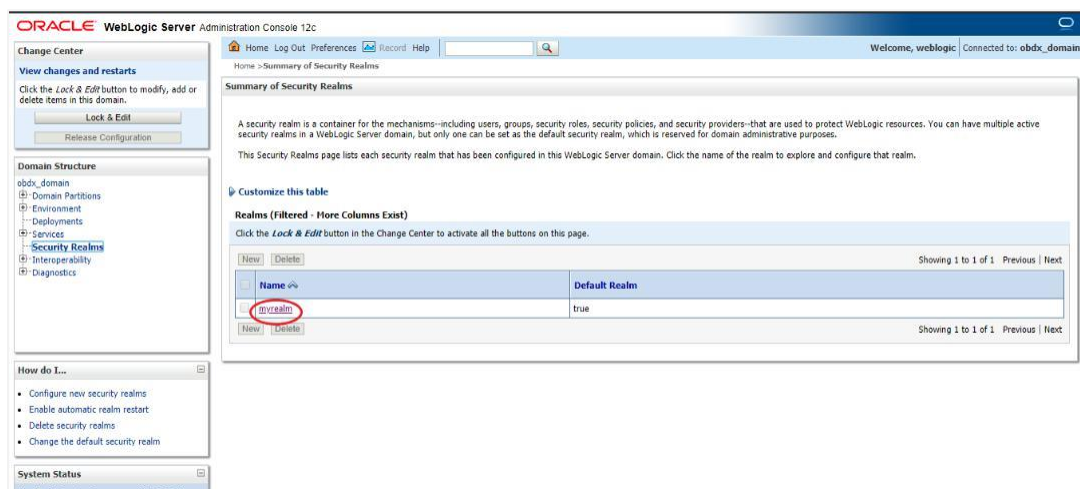 ORACLE WebLogic Server Administration Console 12c
Change Center
View changes and restarts
Click the Lock & Edit button to modify, add or
delete items in this domain.
Lock & Edit
Release Configuration
Domain Structure
obdx_domain
Domain Partitions
Environment
Deployments
Services
Security Realms
Interoperability
Diagnostics
How do I...
Configure new security realms
Enable automatic realm restart
Delete security realms
Change the default security realm
System Status
Home Log Out Preferences Record Help
Welcome, weblogic Connected to: obdx_domain
Home >Summary of Security Realms
Summary of Security Realms
A security realm is a container for the mechanisms--including users, groups, security roles, security policies, and security providers--that are used to protect WebLogic resources. You can have multiple active
security realms in a WebLogic Server domain, but only one can be set as the default security realm, which is reserved for domain administrative purposes.
This Security Realms page lists each security realm that has been configured in this WebLogic Server domain. Click the name of the realm to explore and configure that realm.
Customize this table
Realms (Filtered - More Columns Exist)
Click the Lock & Edit button in the Change Center to activate all the buttons on this page.
New Delete Showing 1 to 1 of 1 Previous | Next
Name Default Realm
myrealm true
New Delete Showing 1 to 1 of 1 Previous | Next